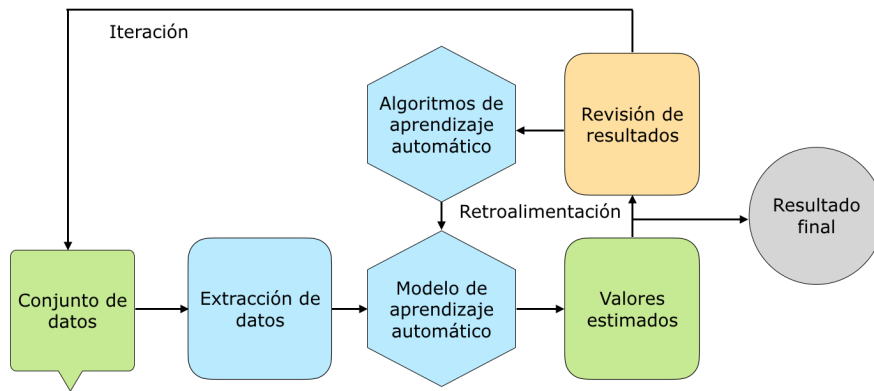 Iteración
Algoritmos de
aprendizaje
automático
Revisión de
resultados
Retroalimentación
Resultado
final
Conjunto de
datos
Extracción de
datos
Modelo de
aprendizaje
automático
Valores
estimados